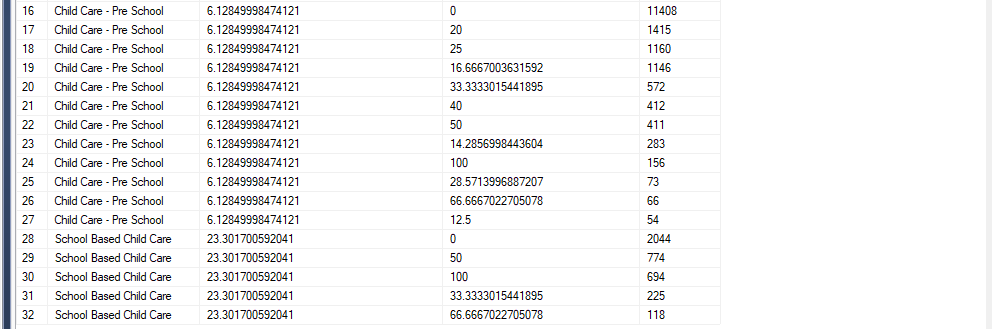 16 Child Care - Pre School 6.12849998474121 0 11408
17 Child Care - Pre School 6.12849998474121 20 1415
18 Child Care - Pre School 6.12849998474121 25 1160
19 Child Care - Pre School 6.12849998474121 16.6667003631592 1146
20 Child Care - Pre School 6.12849998474121 33.3333015441895 572
21 Child Care - Pre School 6.12849998474121 40 412
22 Child Care - Pre School 6.12849998474121 50 411
23 Child Care - Pre School 6.12849998474121 14.2856998443604 283
24 Child Care - Pre School 6.12849998474121 100 156
25 Child Care - Pre School 6.12849998474121 28.5713996887207 73
26 Child Care - Pre School 6.12849998474121 66.6667022705078 66
27 Child Care - Pre School 6.12849998474121 12.5 54
28 School Based Child Care 23.301700592041 0 2044
29 School Based Child Care 23.301700592041 50 774
30 School Based Child Care 23.301700592041 100 694
31 School Based Child Care 23.301700592041 33.3333015441895 225
32 School Based Child Care 23.301700592041 66.6667022705078 118